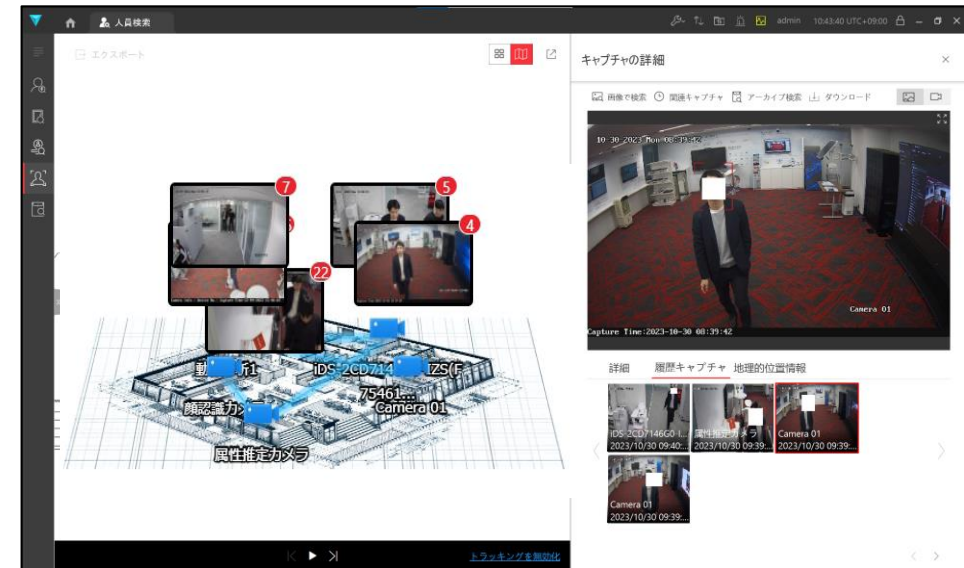 人員検索
admin
10:43:40 UTC+09:00
エクスポート
7
5
4
22
iDS-2CD714
IZS(F
75461...
Camera 01
顔認識カメ
属性推定カメラ
トラッキングを無効化
キャプチャの詳細
画像で検索
関連キャプチャ
アーカイブ検索
ダウンロード
10-30-2023 Mon 08:39:42
Camera 01
Capture Time:2023-10-30 08:39:42
詳細
履歴キャプチャ
地理的位置情報
iDS-2CD7146G0-I...
2023/10/30 09:40:...
属性推定カメラ
2023/10/30 09:39:...
Camera 01
2023/10/30 09:39:...
Camera 01
2023/10/30 09:39:...